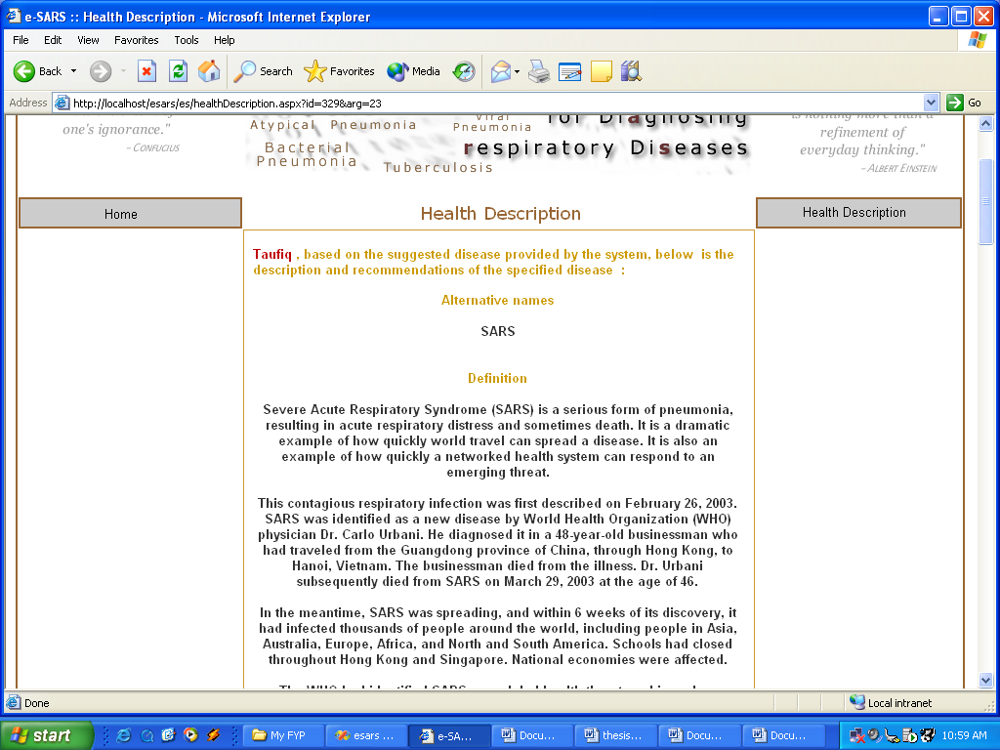 e-SARS :: Health Description - Microsoft Internet Explorer
File Edit View Favorites Tools Help
Back Search Favorites Media
Address http://localhost/esars/es/healthDescription.aspx?id=329&arg=23 Go
one's ignorance."
~ CONFUCIUS
Atypical Pneumonia
Viral
Pneumonia
Bacterial
Pneumonia
Tuberculosis
for Diagnosing
respiratory Diseases
is nothing more than a
refinement of
everyday thinking."
~ ALBERT EINSTEIN
Home
Health Description
Health Description
Taufiq , based on the suggested disease provided by the system, below is the
description and recommendations of the specified disease :
Alternative names
SARS
Definition
Severe Acute Respiratory Syndrome (SARS) is a serious form of pneumonia,
resulting in acute respiratory distress and sometimes death. It is a dramatic
example of how quickly world travel can spread a disease. It is also an
example of how quickly a networked health system can respond to an
emerging threat.
This contagious respiratory infection was first described on February 26, 2003.
SARS was identified as a new disease by World Health Organization (WHO)
physician Dr. Carlo Urbani. He diagnosed it in a 48-year-old businessman who
had traveled from the Guangdong province of China, through Hong Kong, to
Hanoi, Vietnam. The businessman died from the illness. Dr. Urbani
subsequently died from SARS on March 29, 2003 at the age of 46.
In the meantime, SARS was spreading, and within 6 weeks of its discovery, it
had infected thousands of people around the world, including people in Asia,
Australia, Europe, Africa, and North and South America. Schools had closed
throughout Hong Kong and Singapore. National economies were affected.
Done Local intranet
start My FYP esars ... e-SA... Docu... thesis... Docu... Docu... 10:59 AM